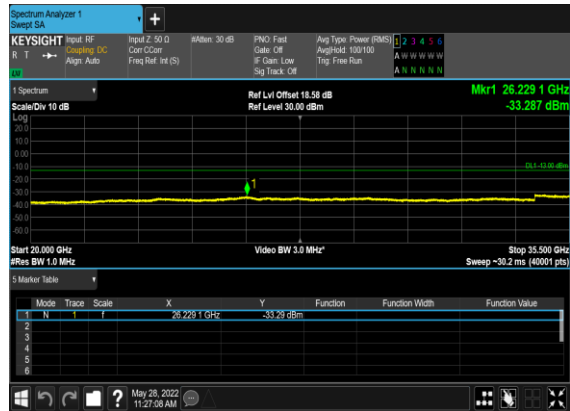 Spectrum Analyzer 1
Swept SA
+
KEYSIGHT Input: RF Input Z: 50 Ω #Atten: 30 dB PNO: Fast Avg Type: Power (RMS) 1 2 3 4 5 6
R T Coupling: DC Corr CCorr Gate: Off Avg|Hold: 100/100 A W W W W W
Align: Auto Freq Ref: Int (S) IF Gain: Low Trig: Free Run
Sig Track: Off A N N N N N
1 Spectrum Ref Lvl Offset 18.58 dB Mkr1 26.229 1 GHz
Scale/Div 10 dB Ref Level 30.00 dBm -33.287 dBm
Log
20.0
10.0
0.00
-10.0
DL1 -13.00 dBm
-20.0
1
-30.0
-40.0
-50.0
-60.0
Start 20.000 GHz Video BW 3.0 MHz* Stop 35.500 GHz
#Res BW 1.0 MHz Sweep ~30.2 ms (40001 pts)
5 Marker Table
Mode Trace Scale X Y Function Function Width Function Value
1 N 1 f 26.229 1 GHz -33.29 dBm
2
3
4
5
6
? May 28, 2022
11:27:08 AM